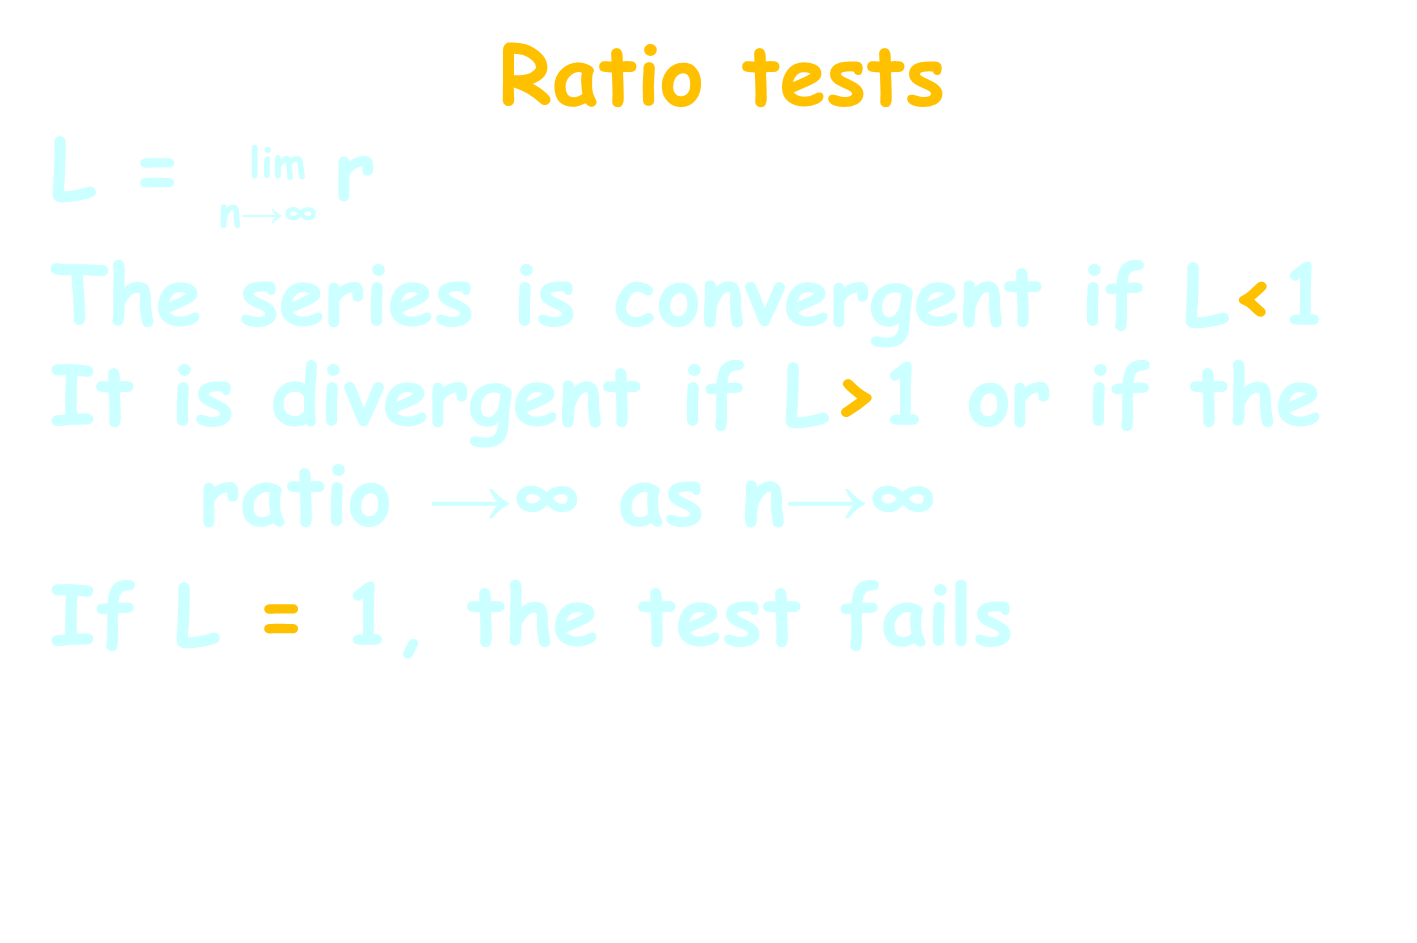 Ratio tests
L = lim r
n→∞
The series is convergent if L<1
It is divergent if L>1 or if the
ratio →∞ as n→∞
If L = 1, the test fails